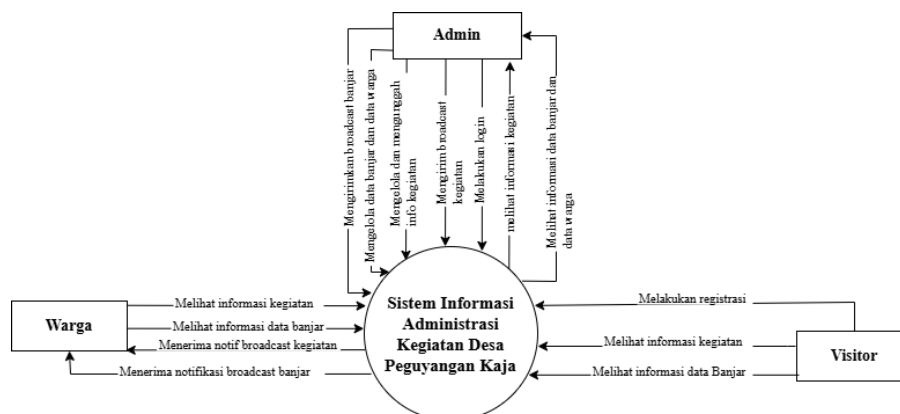 Admin
Mengirimkan broadcast banjar
Mengelola data banjar dan data warga
Mengelola dan mengunggah
info kegiatan
Mengirim broadcast
kegiatan
Melakukan login
melihat informasi kegiatan
Melihat informasi data banjar dan
data warga
Warga
Melihat informasi kegiatan
Melihat informasi data banjar
Menerima notif broadcast kegiatan
Menerima notifikasi broadcast banjar
Sistem Informasi
Administrasi
Kegiatan Desa
Peguyangan Kaja
Melakukan registrasi
Melihat informasi kegiatan
Melihat informasi data Banjar
Visitor